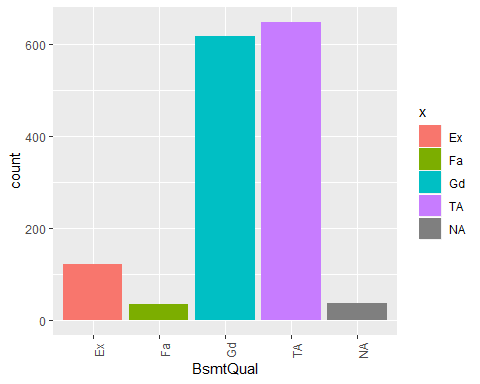 count
600
400
200
0
Ex
Fa
Gd
TA
NA
BsmtQual
x
Ex
Fa
Gd
TA
NA